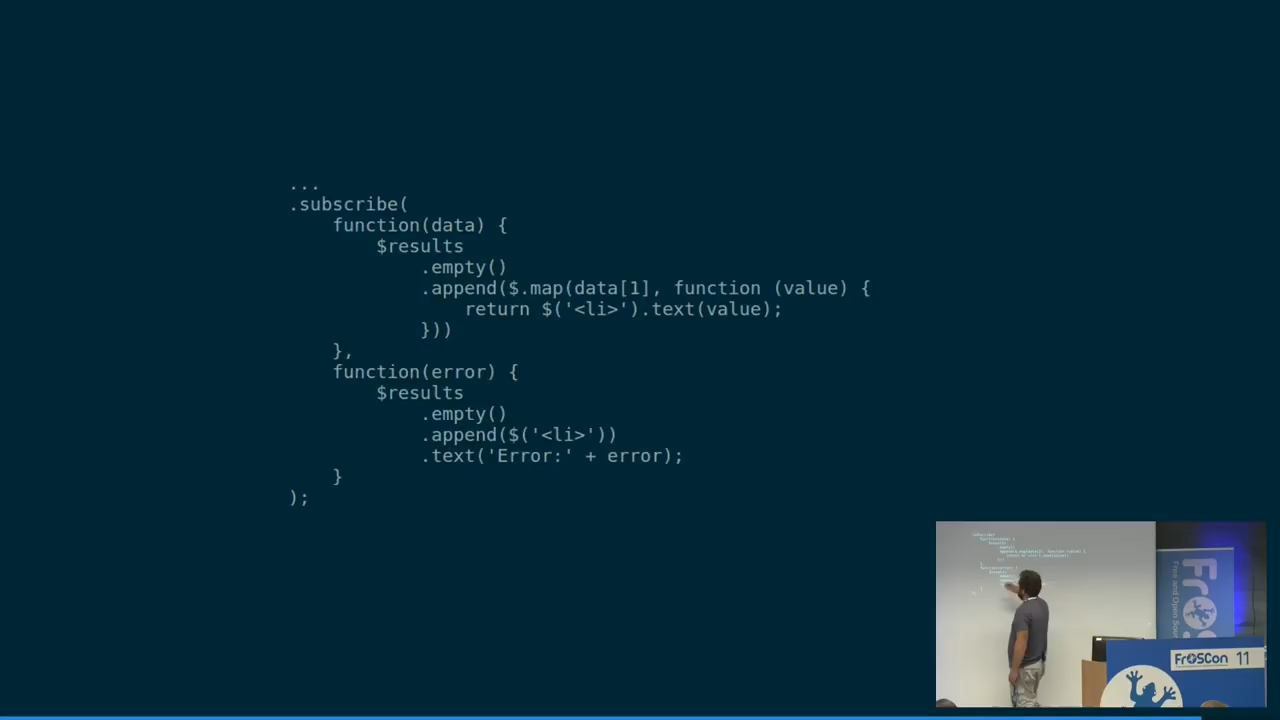 ...
.subscribe(
    function(data) {
        $results
            .empty()
            .append($.map(data[1], function (value) {
                return $('<li>').text(value);
            }))
    },
    function(error) {
        $results
            .empty()
            .append($('<li>'))
            .text('Error:' + error);
    }
);
FrOSCon 11